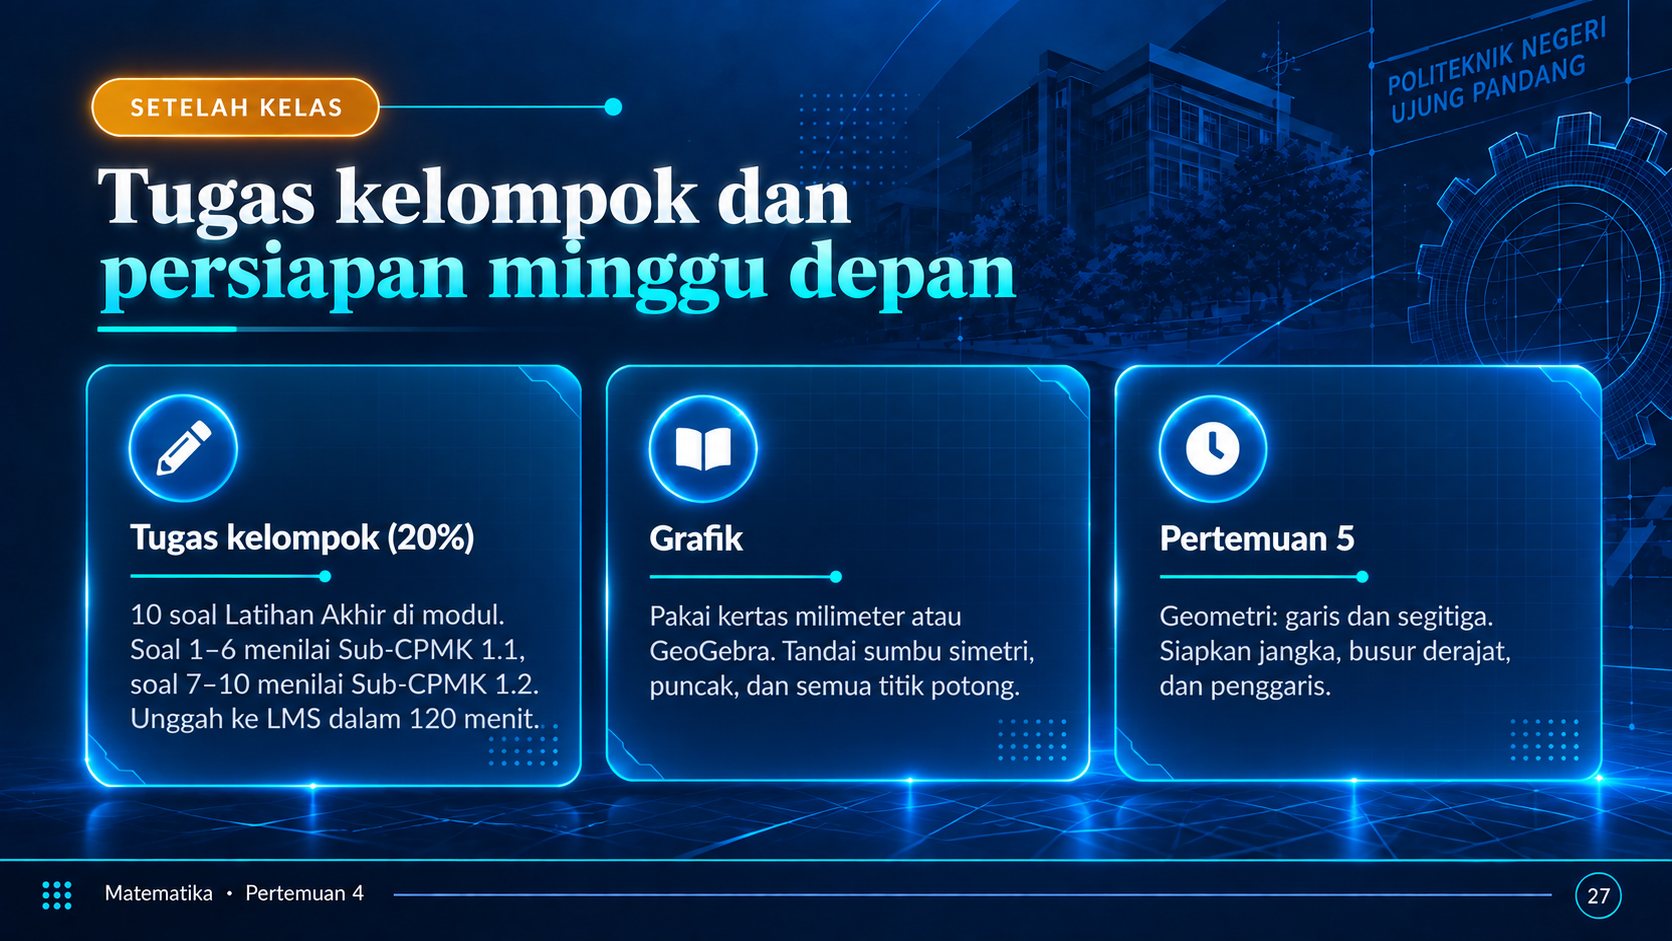 POLITEKNIK NEGERI
UJUNG PANDANG
SETELAH KELAS
Tugas kelompok dan
persiapan minggu depan
Tugas kelompok (20%)
10 soal Latihan Akhir di modul.
Soal 1–6 menilai Sub-CPMK 1.1,
soal 7–10 menilai Sub-CPMK 1.2.
Unggah ke LMS dalam 120 menit.
Grafik
Pakai kertas milimeter atau
GeoGebra. Tandai sumbu simetri,
puncak, dan semua titik potong.
Pertemuan 5
Geometri: garis dan segitiga.
Siapkan jangka, busur derajat,
dan penggaris.
Matematika • Pertemuan 4
27